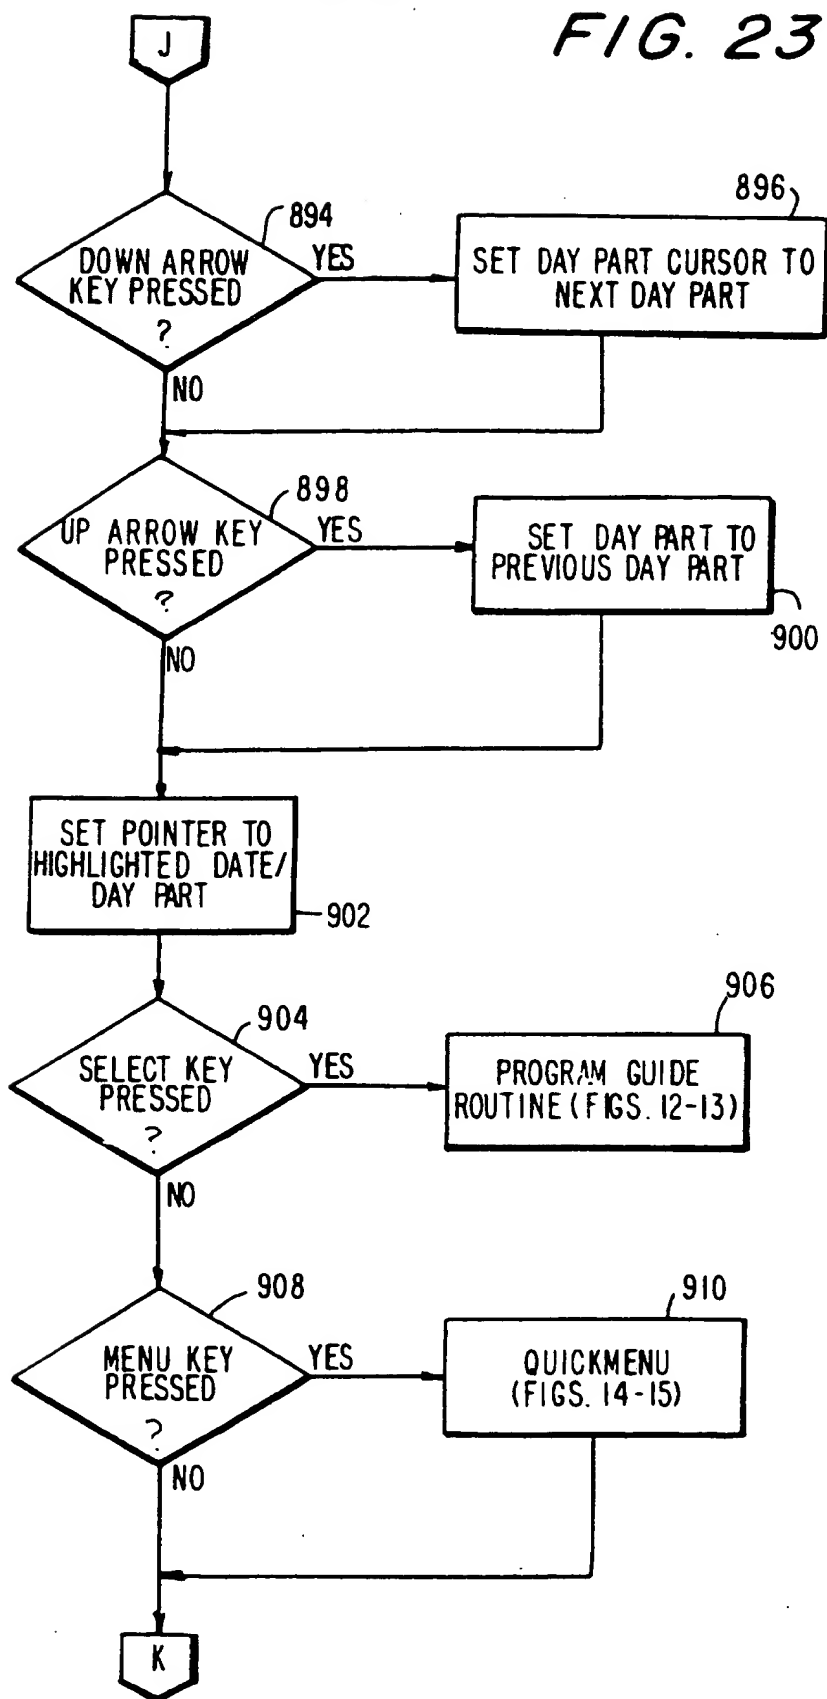 FIG. 23
J
894
DOWN ARROW
KEY PRESSED
?
YES
NO
896
SET DAY PART CURSOR TO
NEXT DAY PART
898
UP ARROW KEY
PRESSED
?
YES
NO
SET DAY PART TO
PREVIOUS DAY PART
900
SET POINTER TO
HIGHLIGHTED DATE/
DAY PART
902
904
SELECT KEY
PRESSED
?
YES
NO
906
PROGRAM GUIDE
ROUTINE (FIGS. 12-13)
908
MENU KEY
PRESSED
?
YES
NO
910
QUICKMENU
(FIGS. 14-15)
K